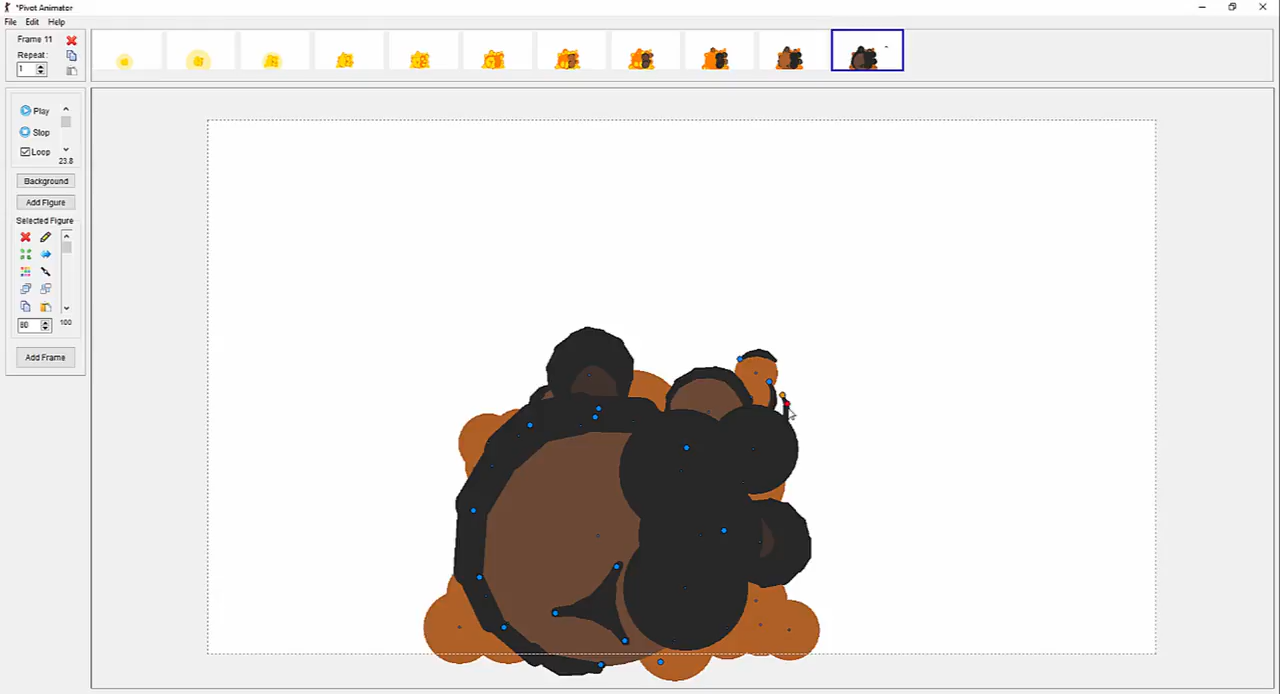 *Pivot Animator
File Edit Help
Frame 11
Repeat:
1
Play
Stop
Loop
23.8
Background
Add Figure
Selected Figure
80
100
Add Frame